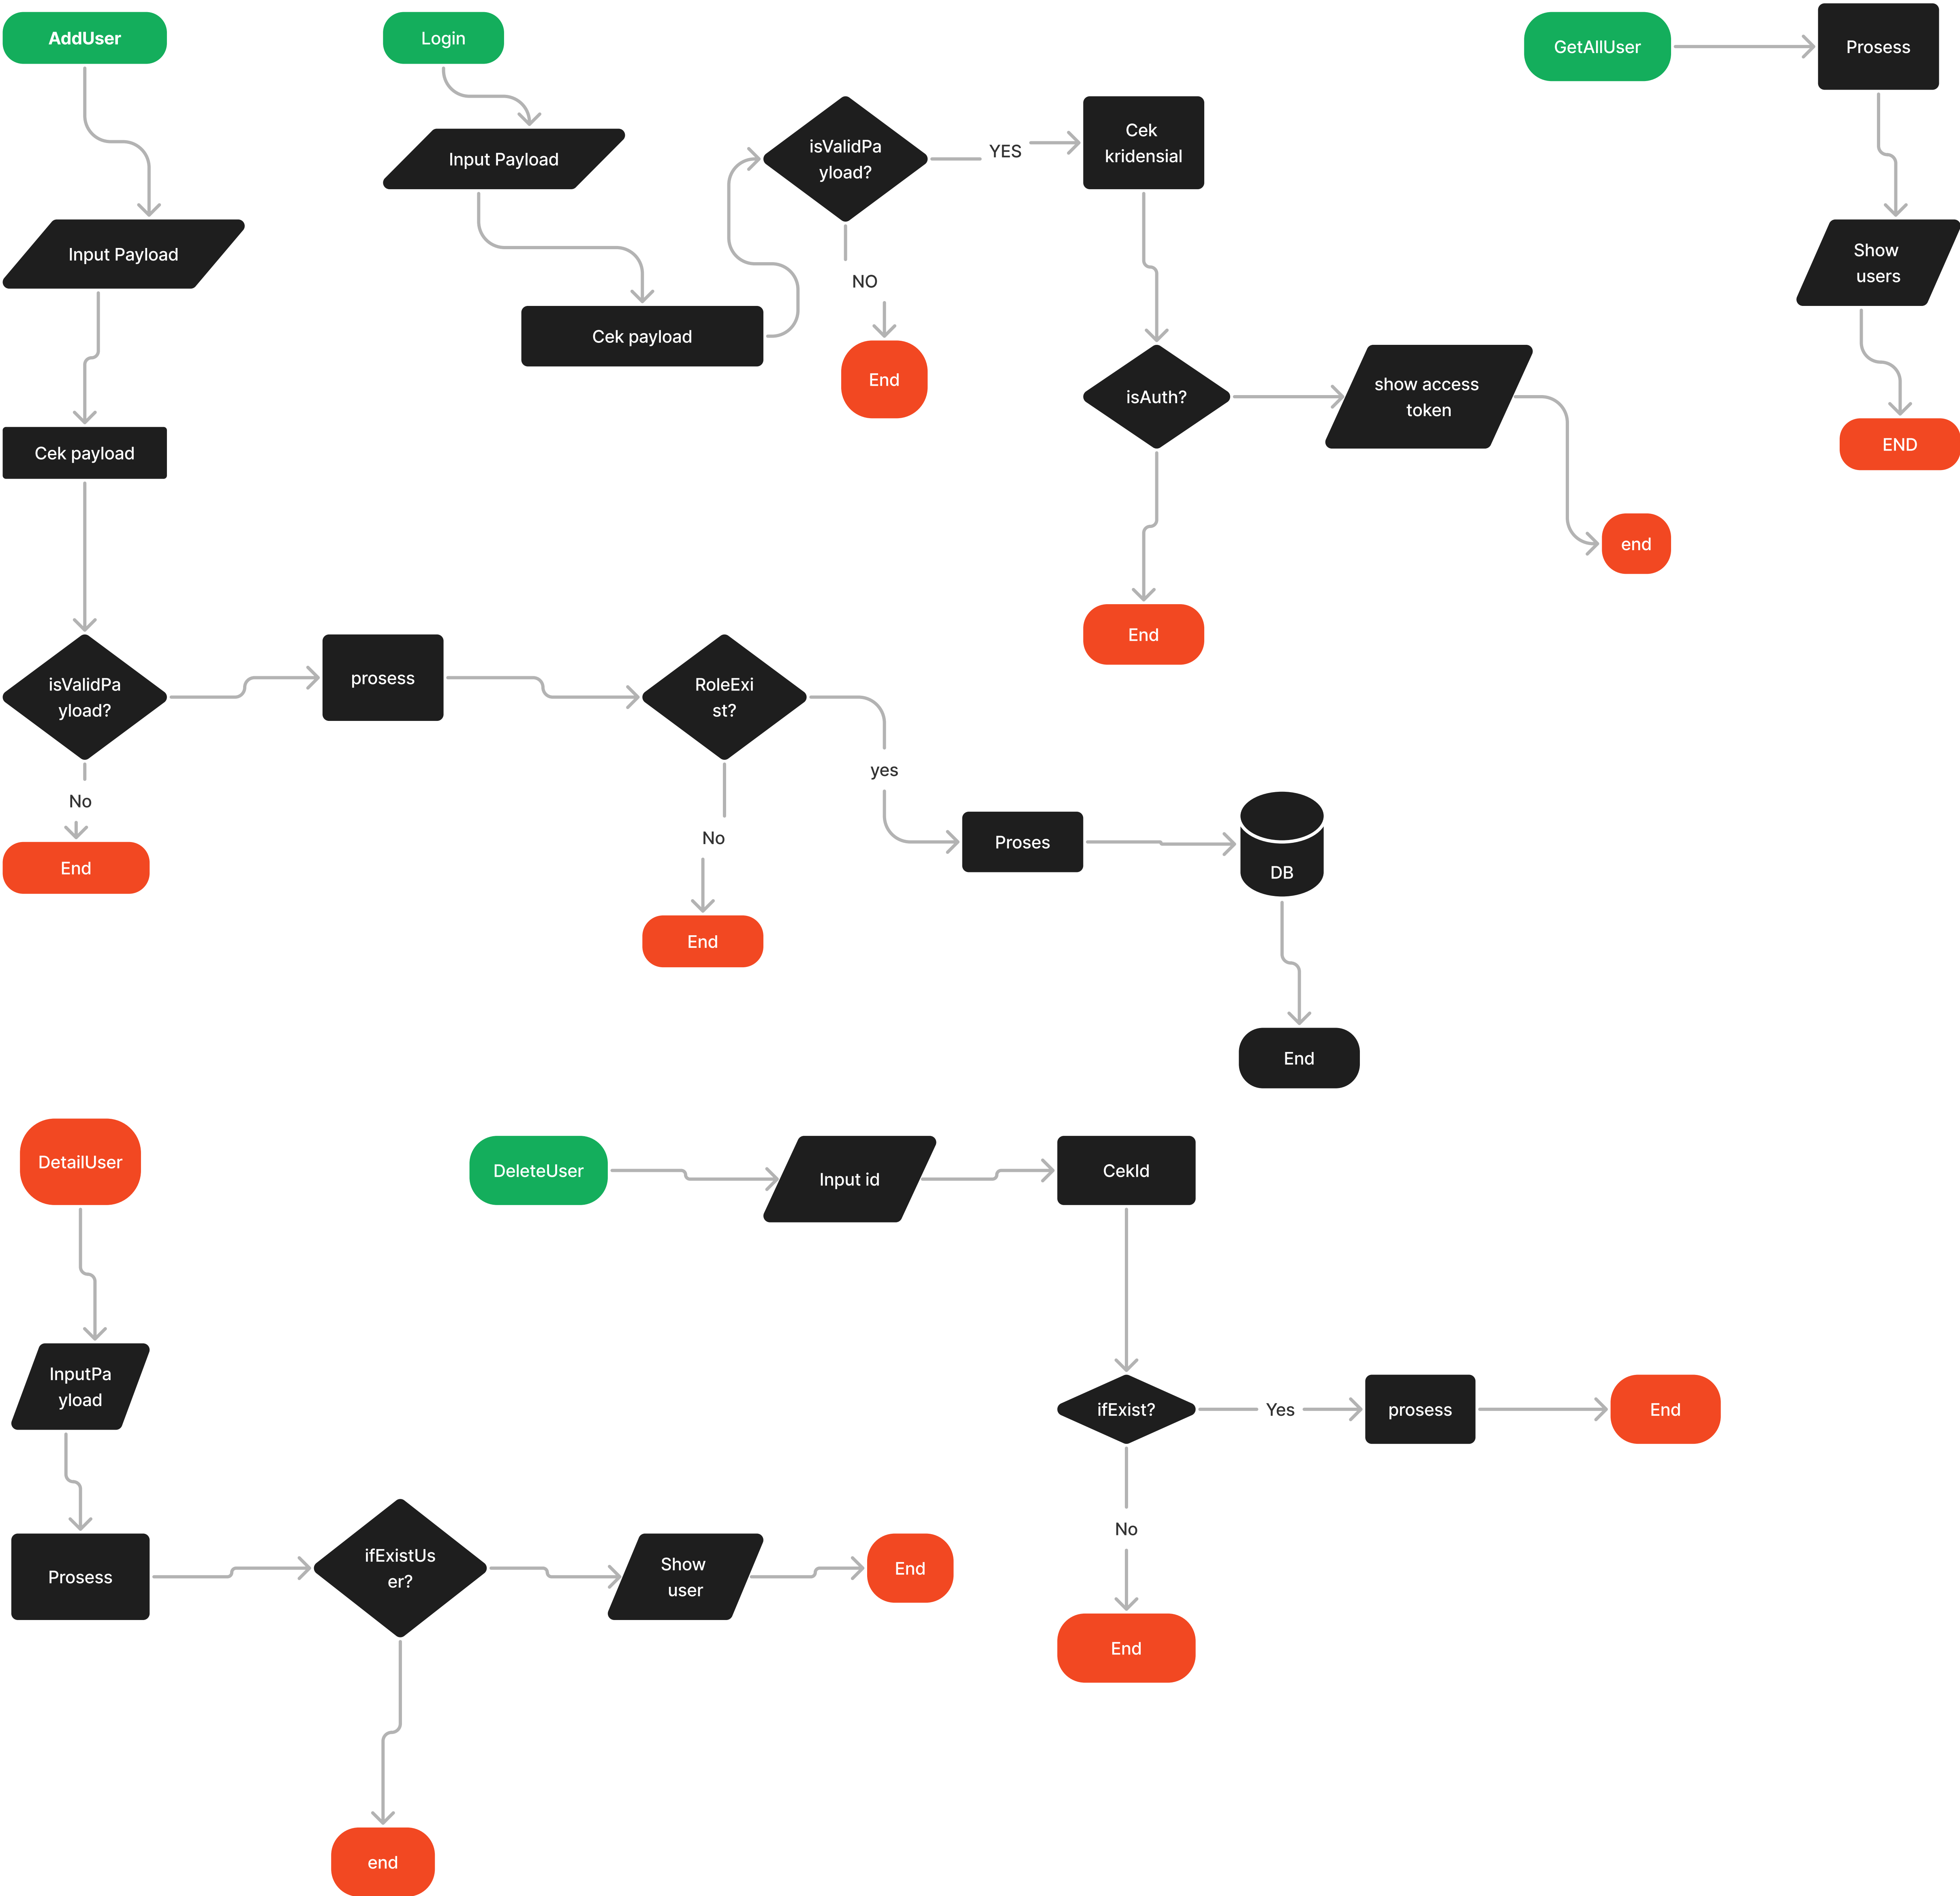 AddUser
Login
GetAllUser
Prosess
Input Payload
isValidPa
yload?
YES
Cek
kridensial
Input Payload
Show
users
NO
Cek payload
End
isAuth?
show access
token
END
Cek payload
end
End
isValidPa
yload?
prosess
RoleExi
st?
yes
No
No
Proses
DB
End
End
End
DetailUser
DeleteUser
Input id
CekId
InputPa
yload
ifExist?
Yes
prosess
End
No
Prosess
ifExistUs
er?
Show
user
End
End
end